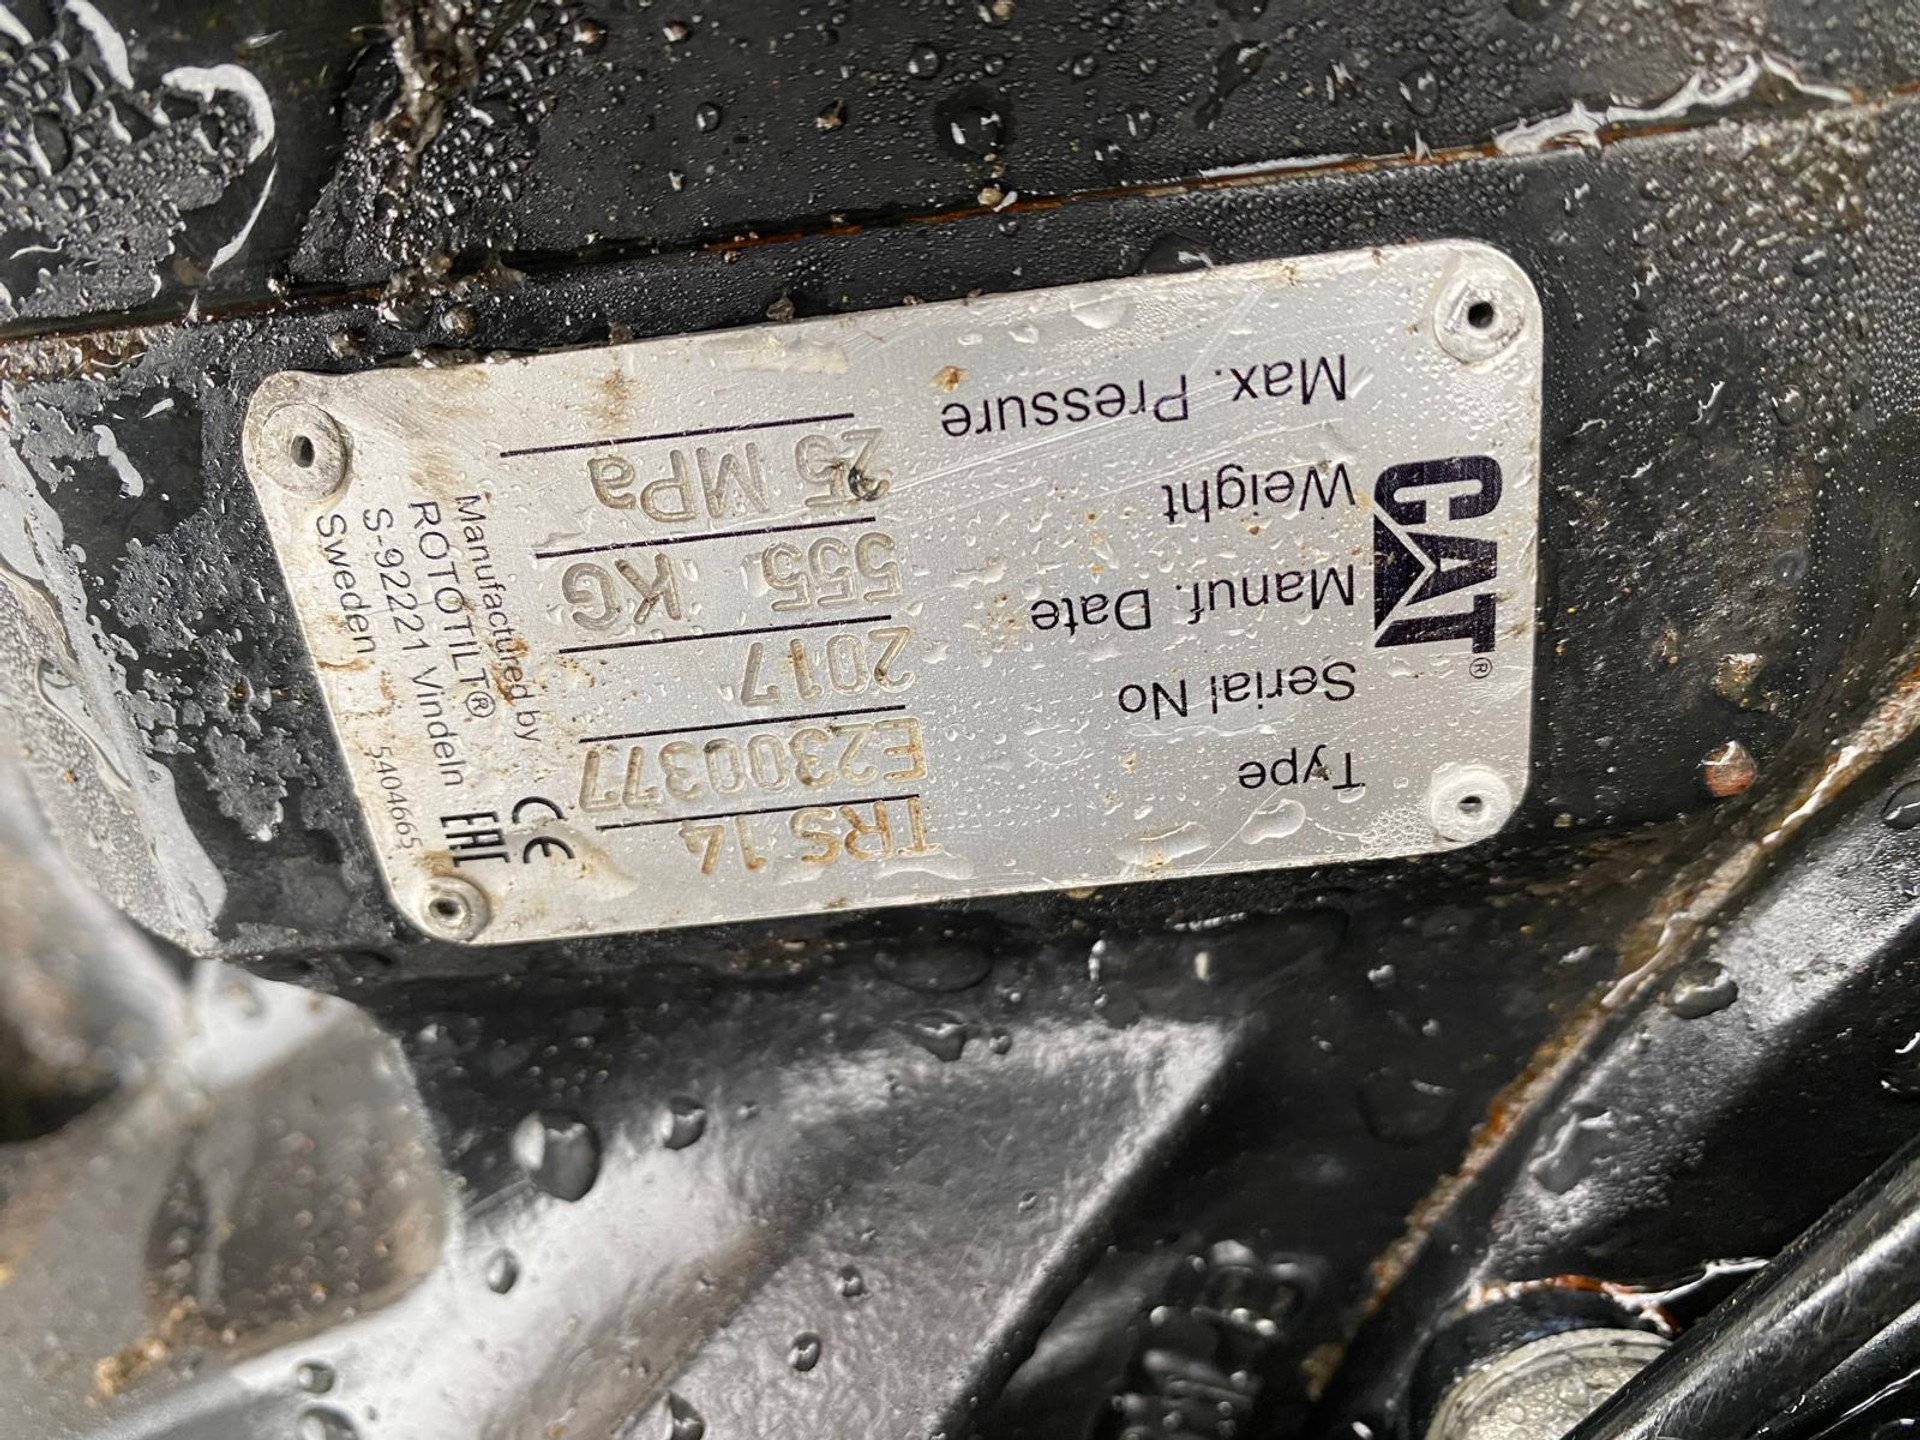 CAT®
Type TRS 14
Serial No E2300377
Manuf. Date 2017
Weight 555 KG
Max. Pressure 25 MPa
CE
EAC
Manufactured by
ROTOTILT®
S-92221 Vindeln
Sweden
5404665